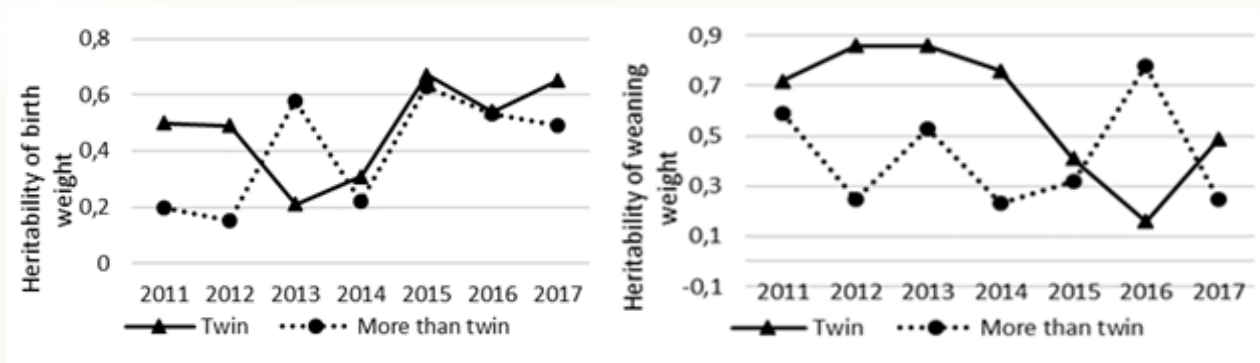 Heritability of birth
weight
0,8
0,6
0,4
0,2
0
2011 2012 2013 2014 2015 2016 2017
Twin More than twin
Heritability of weaning
weight
0,9
0,7
0,5
0,3
0,1
-0,1
2011 2012 2013 2014 2015 2016 2017
Twin More than twin